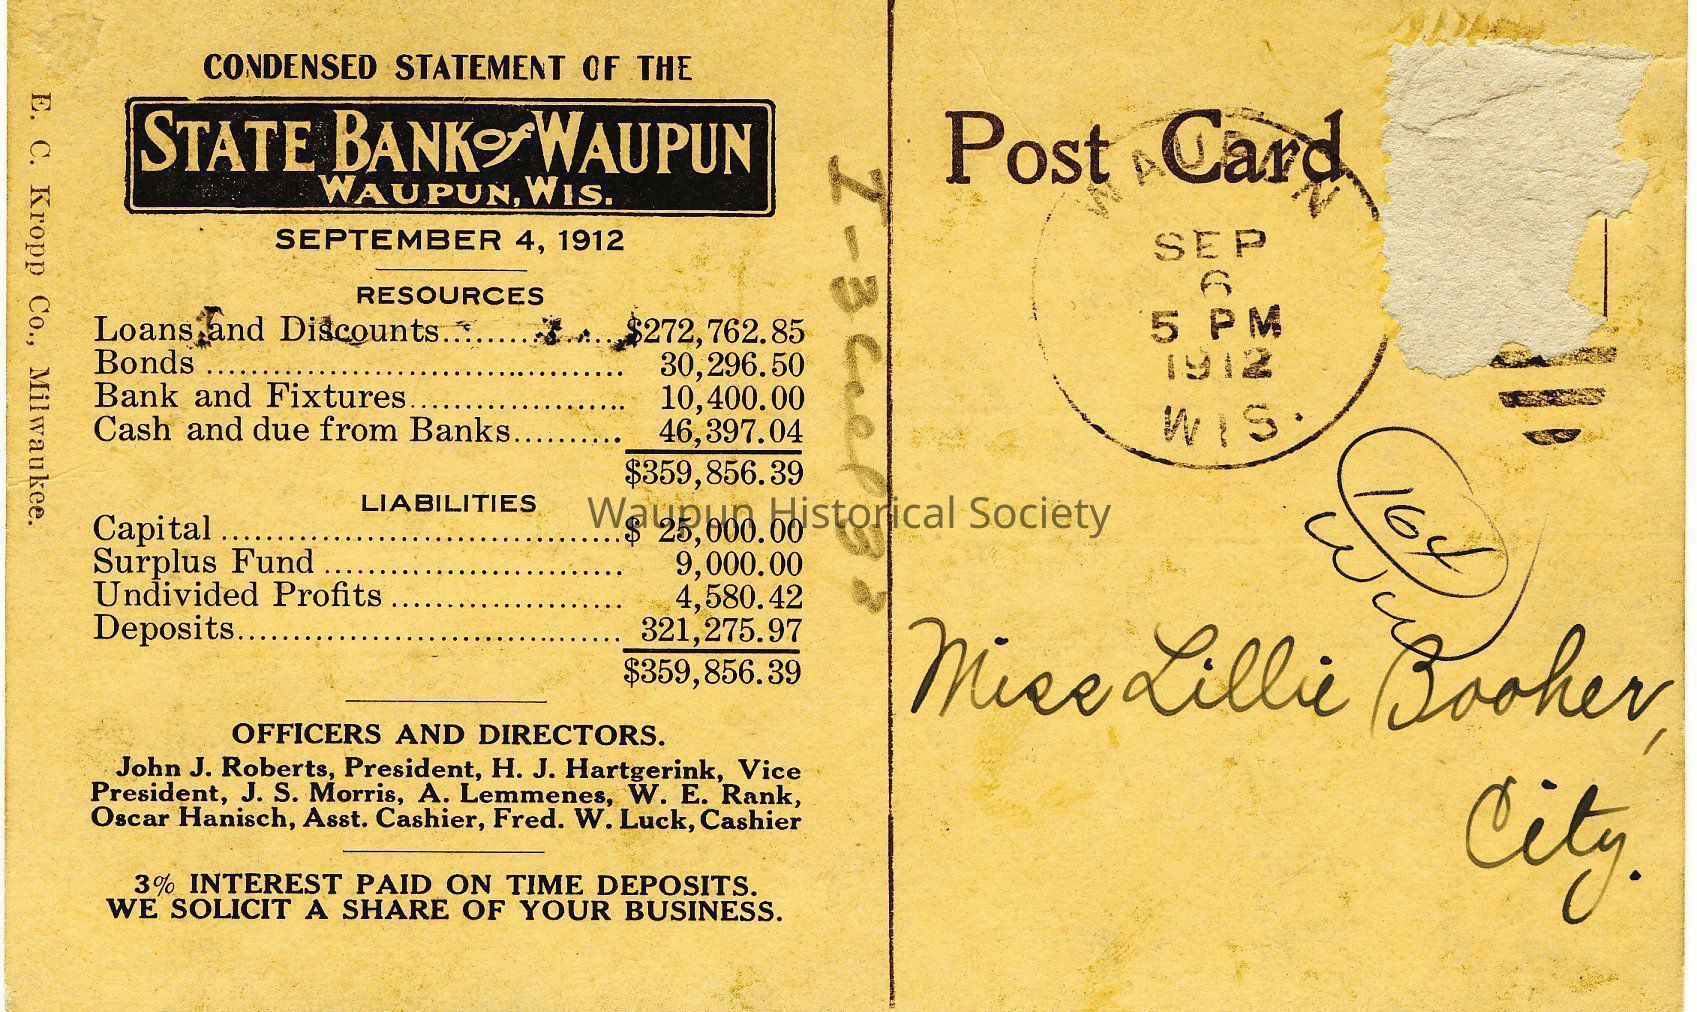 E. C. Kropp Co., Milwaukee.
CONDENSED STATEMENT OF THE
STATE BANK of WAUPUN
WAUPUN, WIS.
SEPTEMBER 4, 1912
RESOURCES
Loans and Discounts..................$272,762.85
Bonds .................................... 30,296.50
Bank and Fixtures................... 10,400.00
Cash and due from Banks.......... 46,397.04
$359,856.39
LIABILITIES
Capital ..................................$ 25,000.00
Surplus Fund ......................... 9,000.00
Undivided Profits ................... 4,580.42
Deposits................................ 321,275.97
$359,856.39
OFFICERS AND DIRECTORS.
John J. Roberts, President, H. J. Hartgerink, Vice
President, J. S. Morris, A. Lemmenes, W. E. Rank,
Oscar Hanisch, Asst. Cashier, Fred. W. Luck, Cashier
3% INTEREST PAID ON TIME DEPOSITS.
WE SOLICIT A SHARE OF YOUR BUSINESS.
Post Card
WAUPUN
SEP
6
5 PM
1912
WIS.
164
Waupun Historical Society
Miss Lillie Booher,
City.